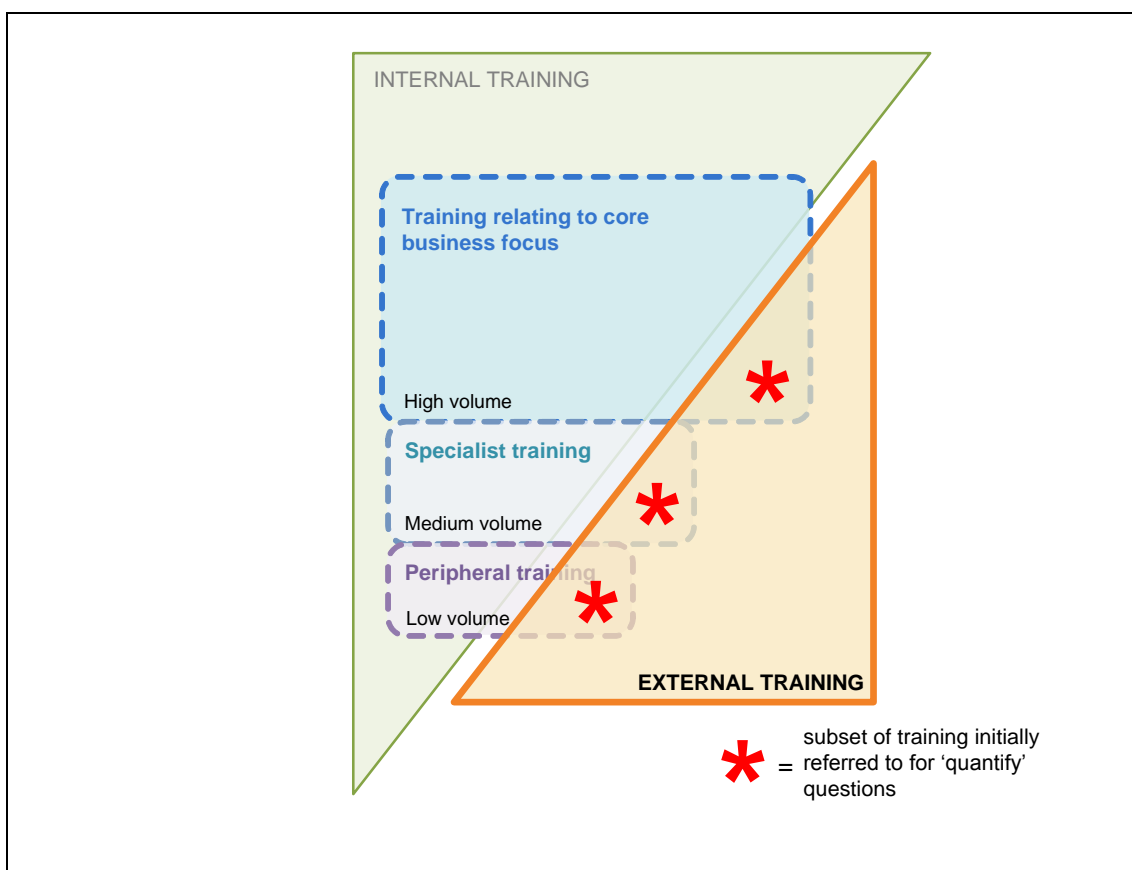 INTERNAL TRAINING
Training relating to core
business focus
High volume
Specialist training
Medium volume
Peripheral training
Low volume
EXTERNAL TRAINING
* = subset of training initially
referred to for ‘quantify’
questions